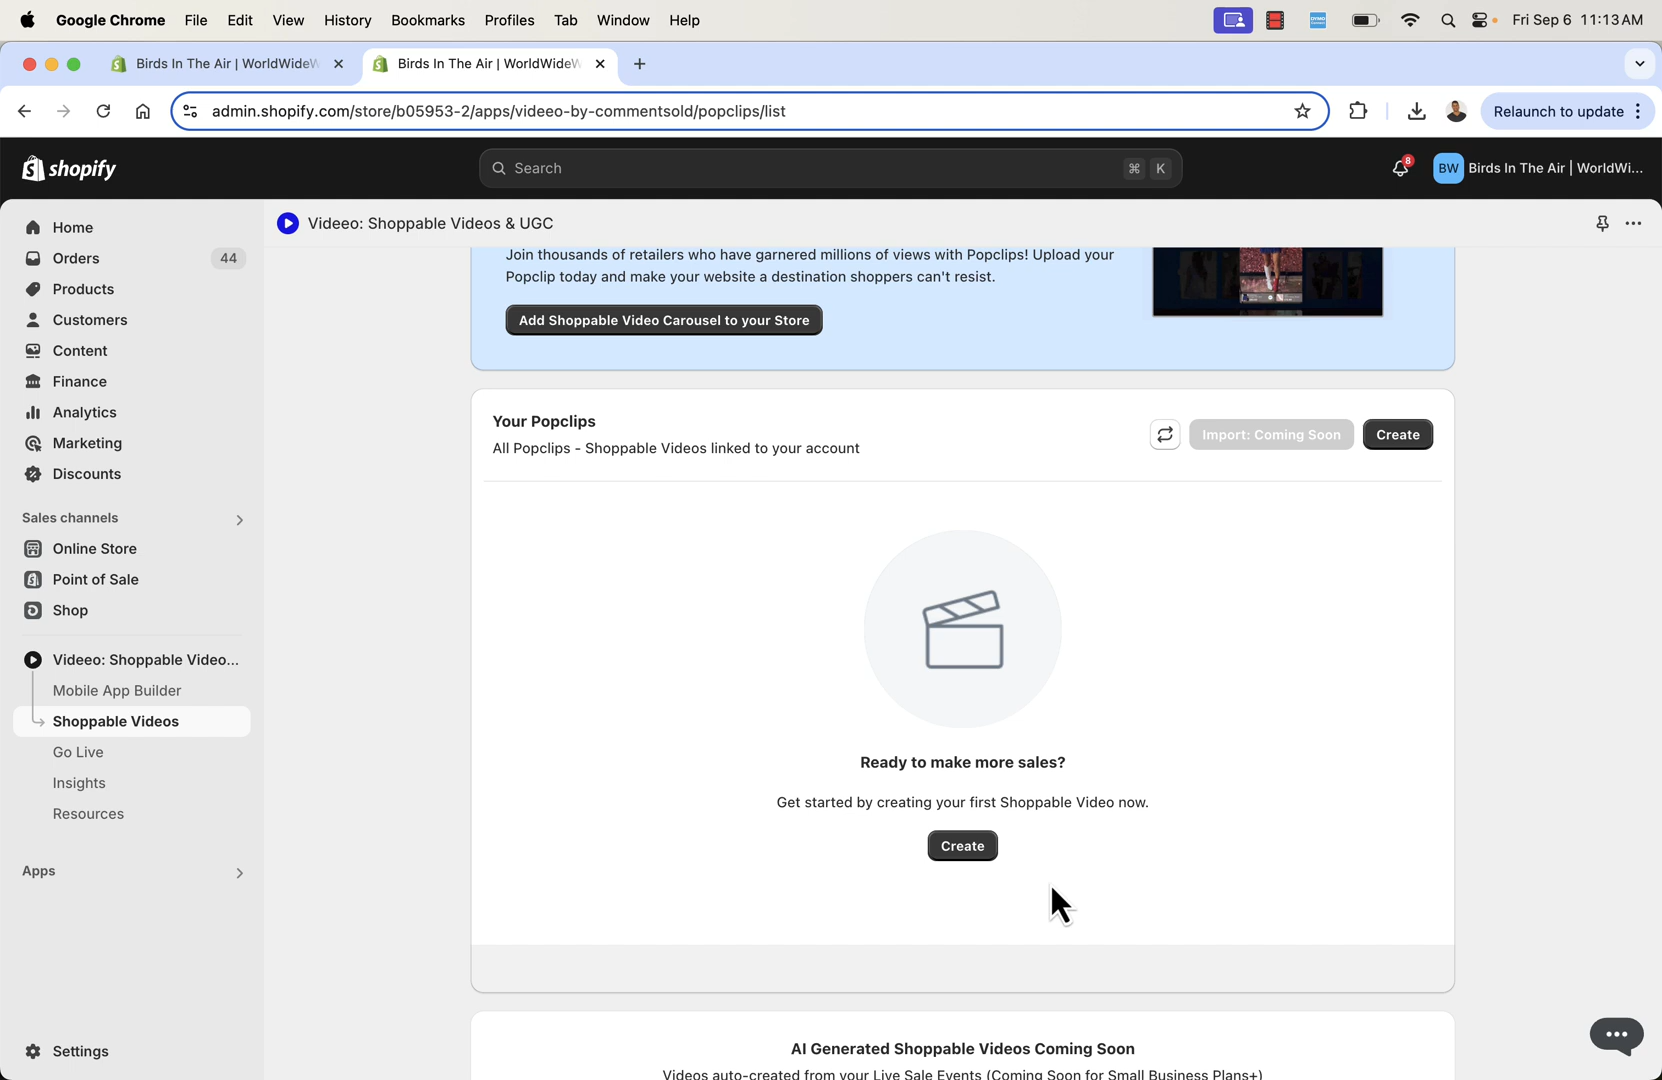 Google Chrome File Edit View History Bookmarks Profiles Tab Window Help
Fri Sep 6 11:13 AM
Birds In The Air | WorldWideW
Birds In The Air | WorldWideW
admin.shopify.com/store/b05953-2/apps/videeo-by-commentsold/popclips/list
Relaunch to update
shopify
Search
⌘ K
8
BW
Birds In The Air | WorldWi...
Home
Orders 44
Products
Customers
Content
Finance
Analytics
Marketing
Discounts
Sales channels
Online Store
Point of Sale
Shop
Videeo: Shoppable Video...
Mobile App Builder
Shoppable Videos
Go Live
Insights
Resources
Apps
Settings
Videeo: Shoppable Videos & UGC
Join thousands of retailers who have garnered millions of views with Popclips! Upload your
Popclip today and make your website a destination shoppers can't resist.
Add Shoppable Video Carousel to your Store
Your Popclips
All Popclips - Shoppable Videos linked to your account
Import: Coming Soon
Create
Ready to make more sales?
Get started by creating your first Shoppable Video now.
Create
AI Generated Shoppable Videos Coming Soon
Videos auto-created from your Live Sale Events (Coming Soon for Small Business Plans+)